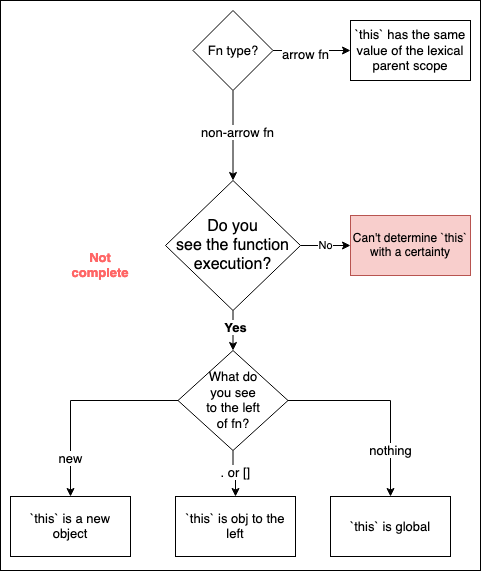 Fn type?
arrow fn
`this` has the same
value of the lexical
parent scope
non-arrow fn
Do you
see the function
execution?
No
Can't determine `this`
with a certainty
Not
complete
Yes
What do
you see
to the left
of fn?
new
. or []
nothing
`this` is a new
object
`this` is obj to the
left
`this` is global